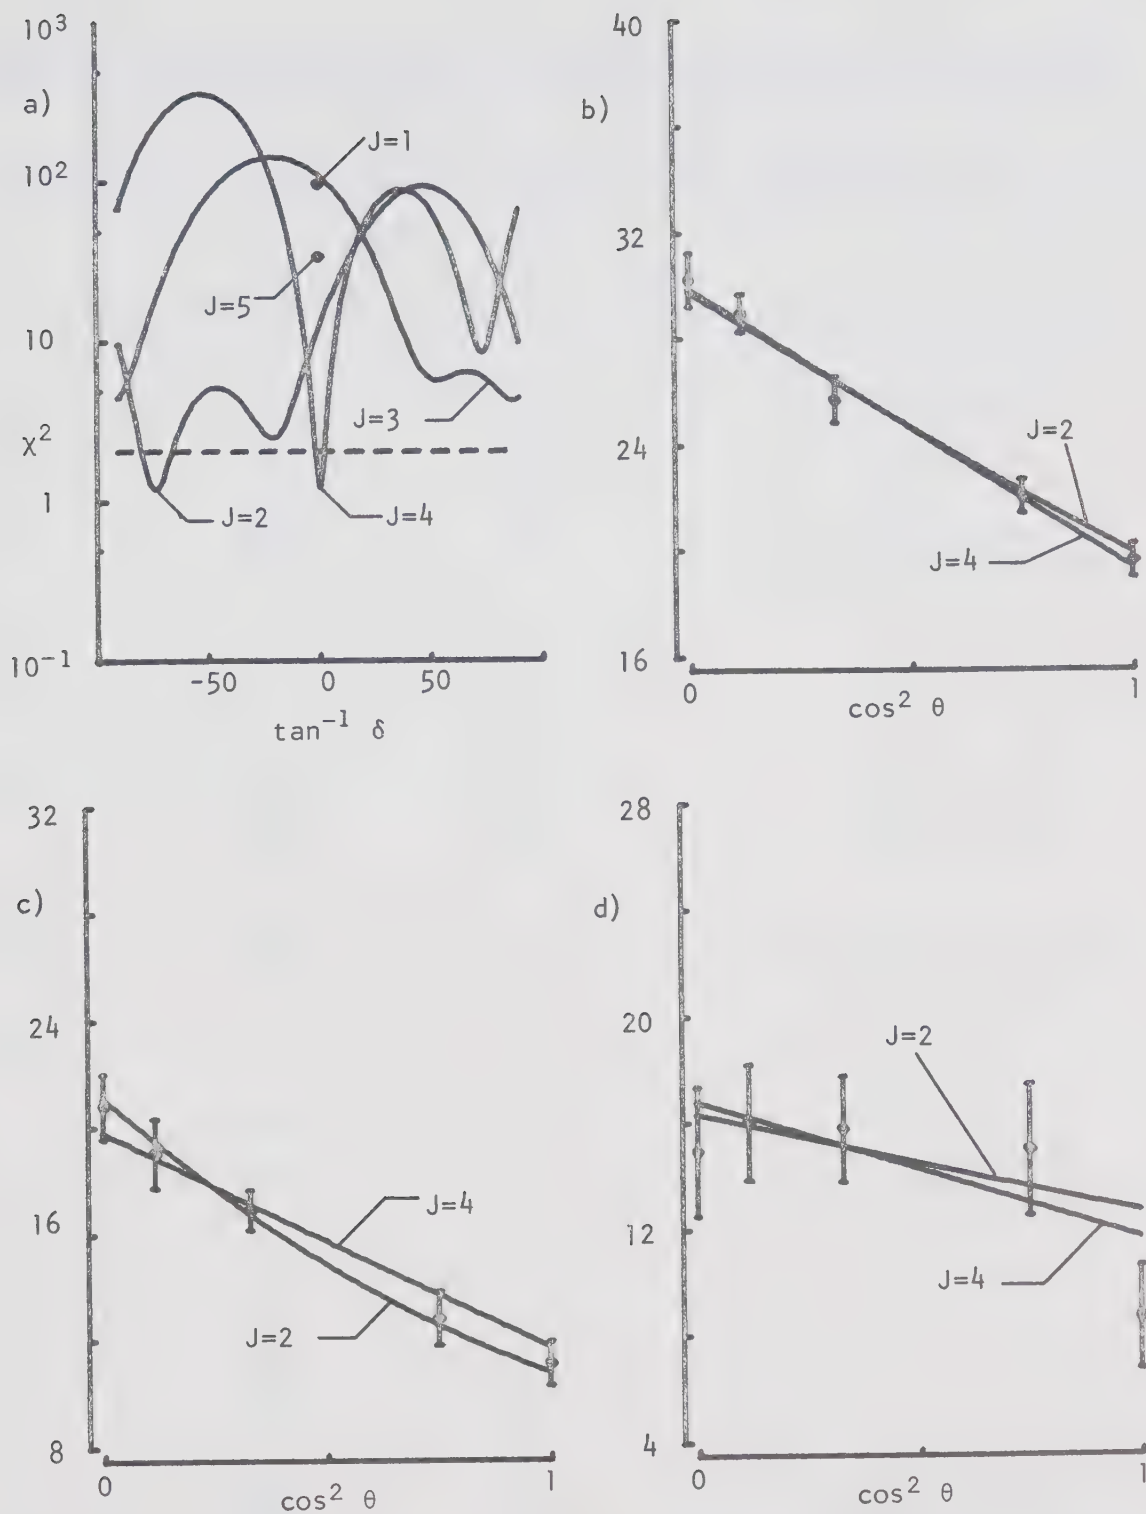 a)
10³
10²
10
χ²
1
10⁻¹
J=1
J=5
J=3
J=2
J=4
-50 0 50
tan⁻¹ δ
b)
40
32
24
16
J=2
J=4
0 1
cos² θ
c)
32
24
16
8
J=4
J=2
0 1
cos² θ
d)
28
20
12
4
J=2
J=4
0 1
cos² θ